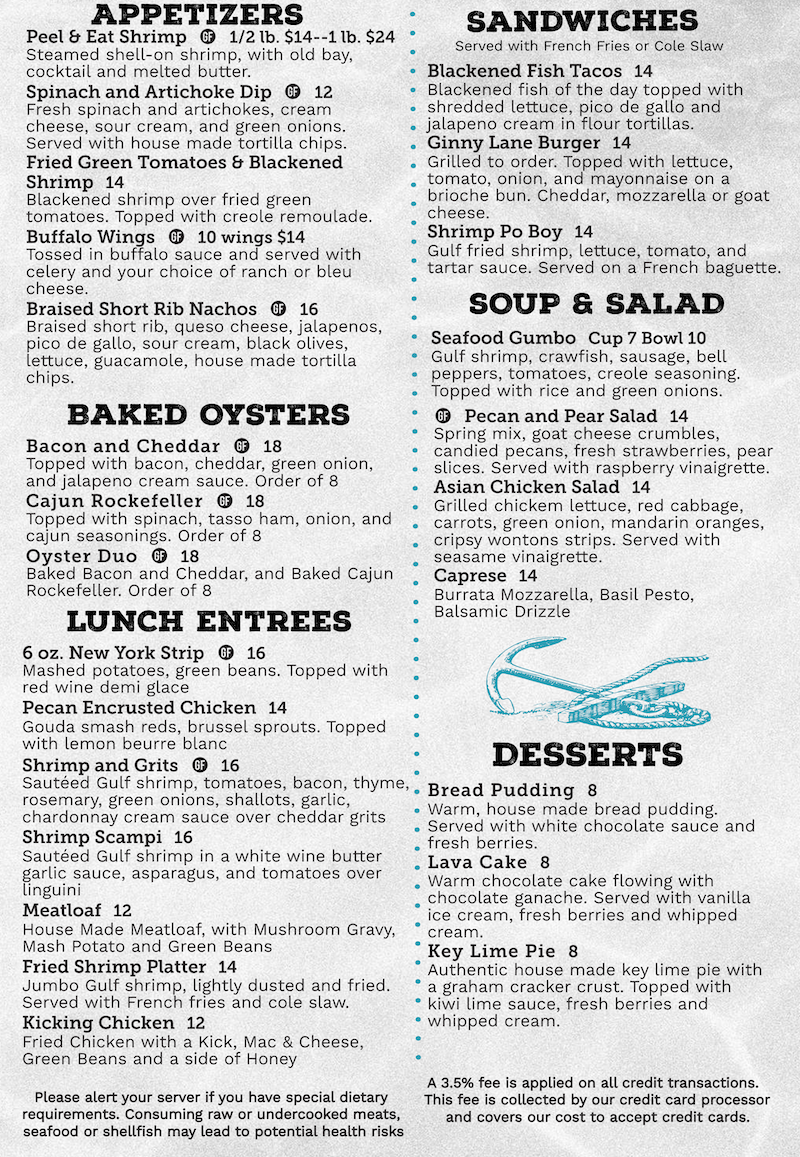 APPETIZERS
Peel & Eat Shrimp GF 1/2 lb. $14--1 lb. $24
Steamed shell-on shrimp, with old bay,
cocktail and melted butter.
Spinach and Artichoke Dip GF 12
Fresh spinach and artichokes, cream
cheese, sour cream, and green onions.
Served with house made tortilla chips.
Fried Green Tomatoes & Blackened
Shrimp 14
Blackened shrimp over fried green
tomatoes. Topped with creole remoulade.
Buffalo Wings GF 10 wings $14
Tossed in buffalo sauce and served with
celery and your choice of ranch or bleu
cheese.
Braised Short Rib Nachos GF 16
Braised short rib, queso cheese, jalapenos,
pico de gallo, sour cream, black olives,
lettuce, guacamole, house made tortilla
chips.
BAKED OYSTERS
Bacon and Cheddar GF 18
Topped with bacon, cheddar, green onion,
and jalapeno cream sauce. Order of 8
Cajun Rockefeller GF 18
Topped with spinach, tasso ham, onion, and
cajun seasonings. Order of 8
Oyster Duo GF 18
Baked Bacon and Cheddar, and Baked Cajun
Rockefeller. Order of 8
LUNCH ENTREES
6 oz. New York Strip GF 16
Mashed potatoes, green beans. Topped with
red wine demi glace
Pecan Encrusted Chicken 14
Gouda smash reds, brussel sprouts. Topped
with lemon beurre blanc
Shrimp and Grits GF 16
Sautéed Gulf shrimp, tomatoes, bacon, thyme,
rosemary, green onions, shallots, garlic,
chardonnay cream sauce over cheddar grits
Shrimp Scampi 16
Sautéed Gulf shrimp in a white wine butter
garlic sauce, asparagus, and tomatoes over
linguini
Meatloaf 12
House Made Meatloaf, with Mushroom Gravy,
Mash Potato and Green Beans
Fried Shrimp Platter 14
Jumbo Gulf shrimp, lightly dusted and fried.
Served with French fries and cole slaw.
Kicking Chicken 12
Fried Chicken with a Kick, Mac & Cheese,
Green Beans and a side of Honey
Please alert your server if you have special dietary
requirements. Consuming raw or undercooked meats,
seafood or shellfish may lead to potential health risks
SANDWICHES
Served with French Fries or Cole Slaw
Blackened Fish Tacos 14
Blackened fish of the day topped with
shredded lettuce, pico de gallo and
jalapeno cream in flour tortillas.
Ginny Lane Burger 14
Grilled to order. Topped with lettuce,
tomato, onion, and mayonnaise on a
brioche bun. Cheddar, mozzarella or goat
cheese.
Shrimp Po Boy 14
Gulf fried shrimp, lettuce, tomato, and
tartar sauce. Served on a French baguette.
SOUP & SALAD
Seafood Gumbo Cup 7 Bowl 10
Gulf shrimp, crawfish, sausage, bell
peppers, tomatoes, creole seasoning.
Topped with rice and green onions.
GF Pecan and Pear Salad 14
Spring mix, goat cheese crumbles,
candied pecans, fresh strawberries, pear
slices. Served with raspberry vinaigrette.
Asian Chicken Salad 14
Grilled chickem lettuce, red cabbage,
carrots, green onion, mandarin oranges,
cripsy wontons strips. Served with
seasame vinaigrette.
Caprese 14
Burrata Mozzarella, Basil Pesto,
Balsamic Drizzle
DESSERTS
Bread Pudding 8
Warm, house made bread pudding.
Served with white chocolate sauce and
fresh berries.
Lava Cake 8
Warm chocolate cake flowing with
chocolate ganache. Served with vanilla
ice cream, fresh berries and whipped
cream.
Key Lime Pie 8
Authentic house made key lime pie with
a graham cracker crust. Topped with
kiwi lime sauce, fresh berries and
whipped cream.
A 3.5% fee is applied on all credit transactions.
This fee is collected by our credit card processor
and covers our cost to accept credit cards.